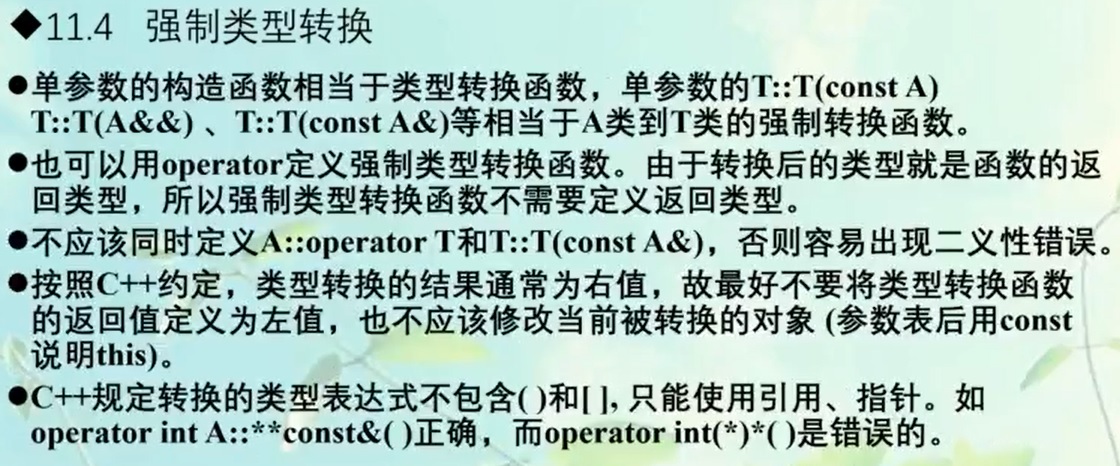 ◆11.4 强制类型转换
●单参数的构造函数相当于类型转换函数，单参数的T::T(const A)
T::T(A&&) 、T::T(const A&)等相当于A类到T类的强制转换函数。
●也可以用operator定义强制类型转换函数。由于转换后的类型就是函数的返
回类型，所以强制类型转换函数不需要定义返回类型。
●不应该同时定义A::operator T和T::T(const A&)，否则容易出现二义性错误。
●按照C++约定，类型转换的结果通常为右值，故最好不要将类型转换函数
的返回值定义为左值，也不应该修改当前被转换的对象 (参数表后用const
说明this)。
●C++规定转换的类型表达式不包含( )和[ ], 只能使用引用、指针。如
operator int A::**const&( )正确，而operator int(*)*( )是错误的。